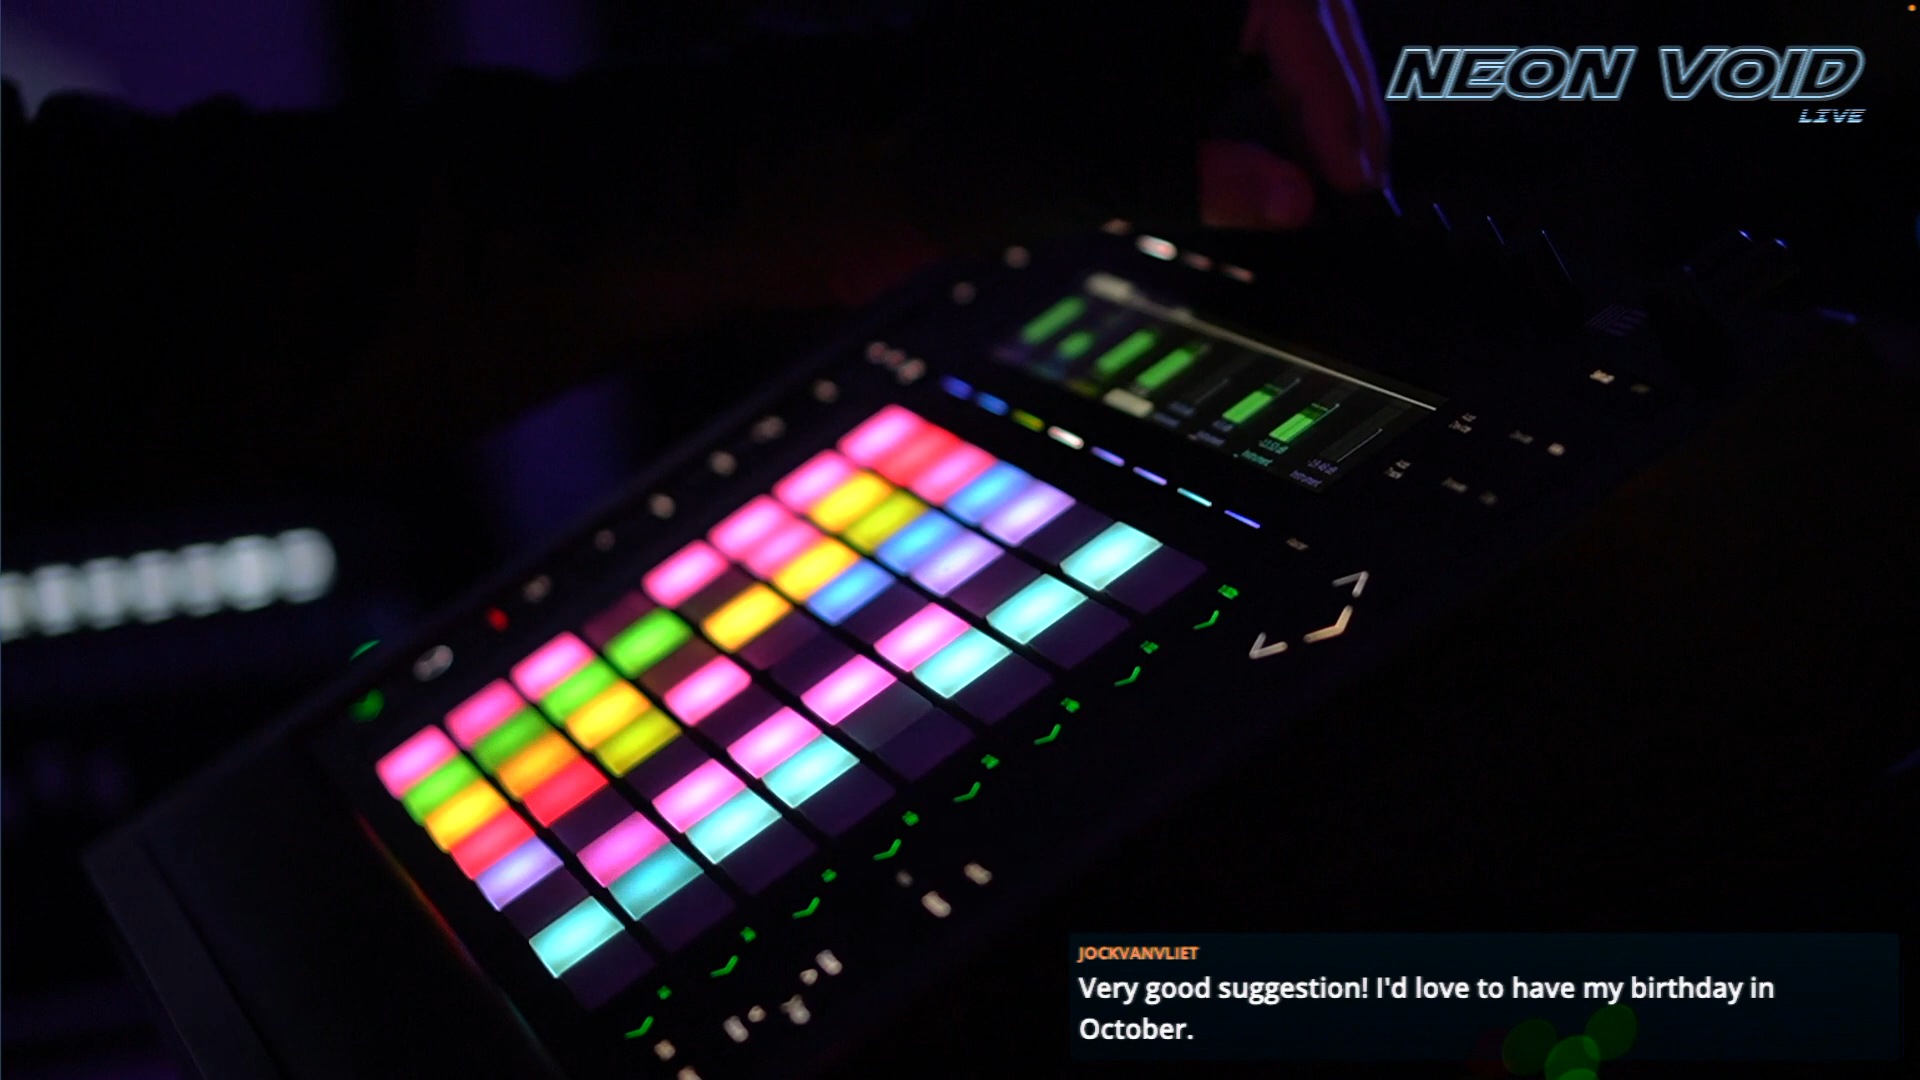 NEON VOID
LIVE
JOCKVANVLIET
Very good suggestion! I'd love to have my birthday in
October.